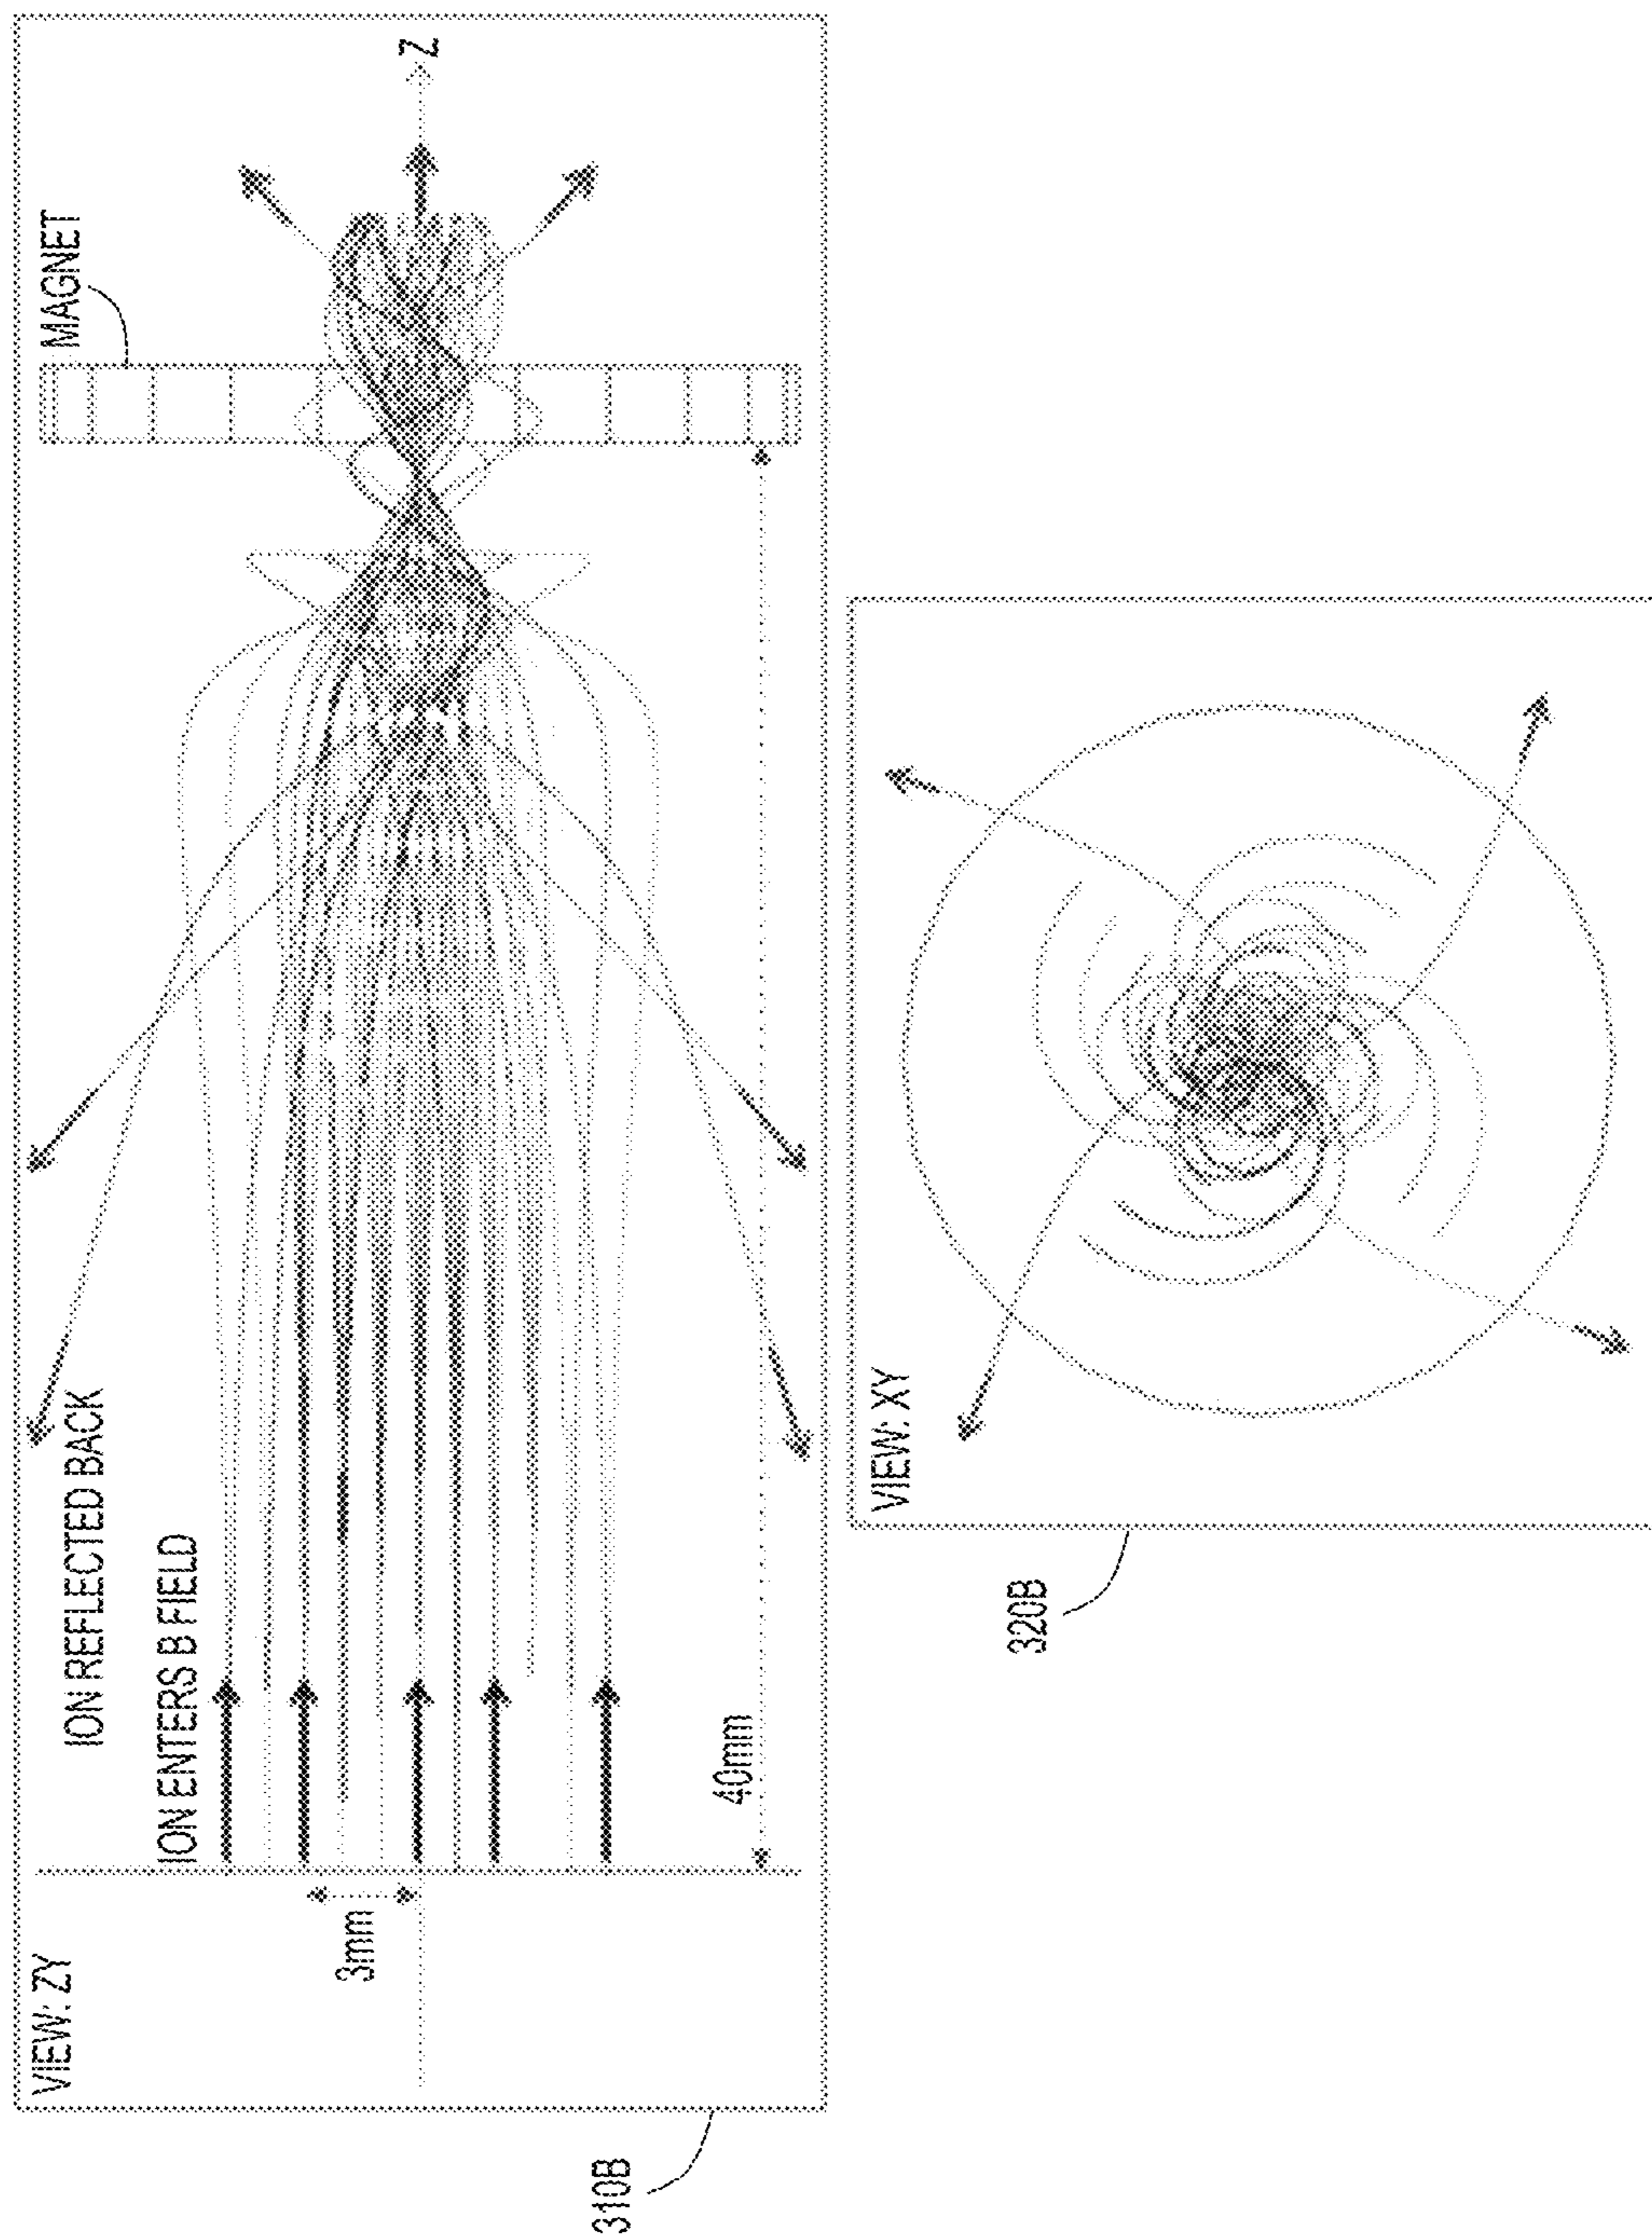 VIEW: ZY
ION REFLECTED BACK
MAGNET
ION ENTERS B FIELD
Z
3mm
40mm
310B
VIEW: XY
320B